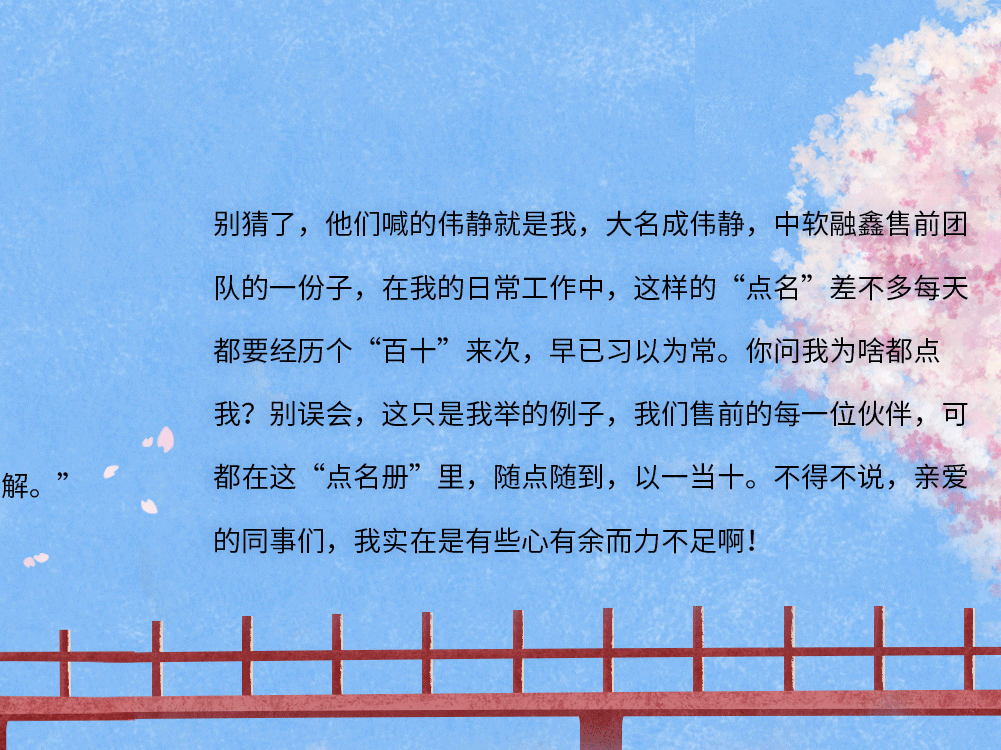 别猜了，他们喊的伟静就是我，大名成伟静，中软融鑫售前团
队的一份子，在我的日常工作中，这样的“点名”差不多每天
都要经历个“百十”来次，早已习以为常。你问我为啥都点
我？别误会，这只是我举的例子，我们售前的每一位伙伴，可
都在这“点名册”里，随点随到，以一当十。不得不说，亲爱
的同事们，我实在是有些心有余而力不足啊！
解。”